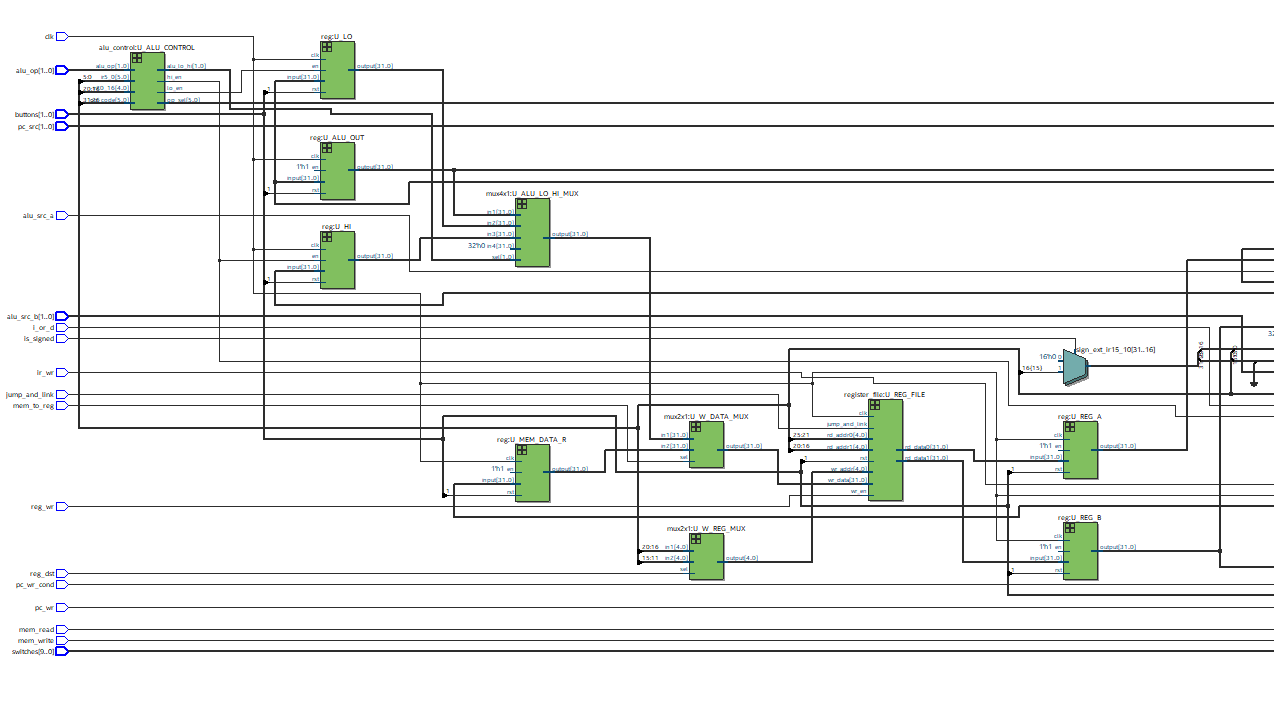 clk
alu_op[1..0]
buttons[1..0]
pc_src[1..0]
alu_src_a
alu_src_b[1..0]
i_or_d
is_signed
ir_wr
jump_and_link
mem_to_reg
reg_wr
reg_dst
pc_wr_cond
pc_wr
mem_read
mem_write
switches[9..0]
alu_control:U_ALU_CONTROL
alu_op[1..0]
alu_lo_hi[1..0]
5:0
ir5_0[5..0]
hi_en
lo_en
op_sel[5..0]
reg:U_LO
clk
en
input[31..0]
1
rst
output[31..0]
reg:U_ALU_OUT
clk
1'h1 en
input[31..0]
1
rst
output[31..0]
reg:U_HI
clk
en
input[31..0]
1
rst
output[31..0]
mux4x1:U_ALU_LO_HI_MUX
in1[31..0]
in2[31..0]
in3[31..0]
32'h0 in4[31..0]
sel[1..0]
output[31..0]
reg:U_MEM_DATA_R
clk
1'h1 en
input[31..0]
1
rst
output[31..0]
mux2x1:U_W_DATA_MUX
in1[31..0]
in2[31..0]
sel
output[31..0]
mux2x1:U_W_REG_MUX
20:16 in1[4..0]
15:11 in2[4..0]
sel
output[4..0]
register_file:U_REG_FILE
clk
jump_and_link
25:21 rd_addr0[4..0]
20:16 rd_addr1[4..0]
1
rst
wr_addr[4..0]
wr_data[31..0]
wr_en
rd_data0[31..0]
rd_data1[31..0]
sign_ext_ir15_10[31..16]
16'h0 0
16{15} 1
reg:U_REG_A
clk
1'h1 en
input[31..0]
1
rst
output[31..0]
reg:U_REG_B
clk
1'h1 en
input[31..0]
1
rst
output[31..0]